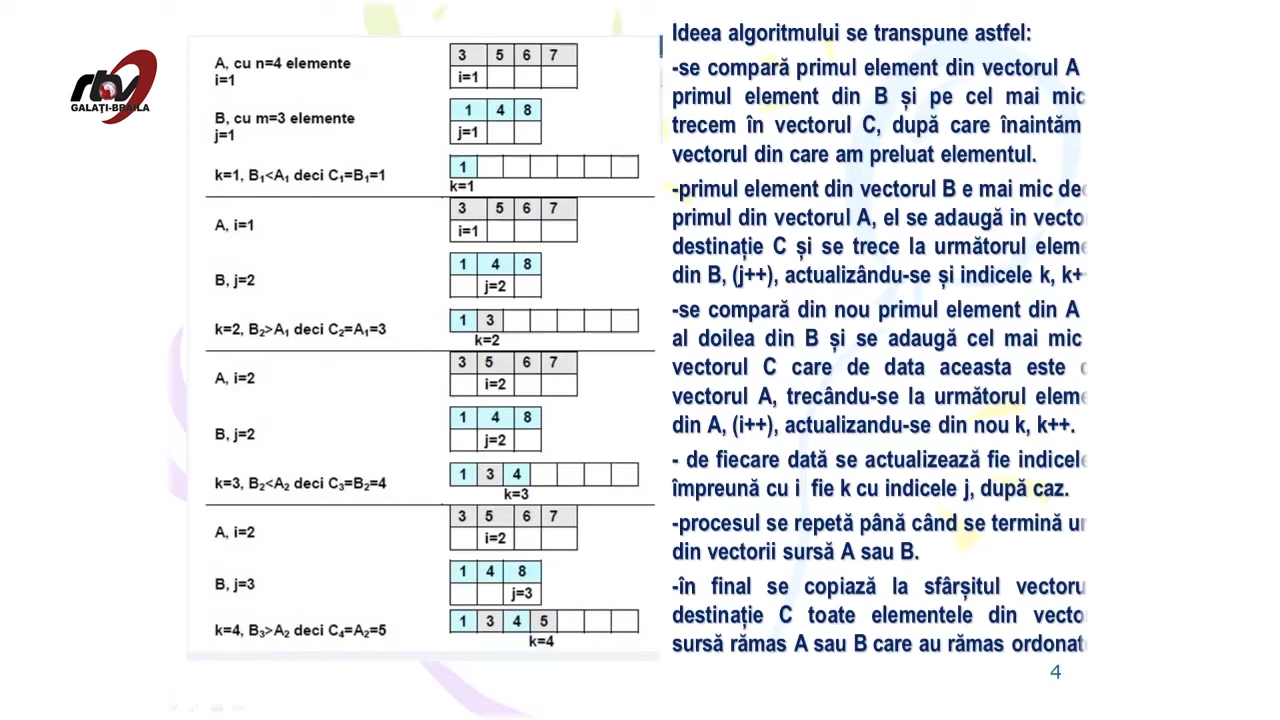 rtv
GALAȚI-BRAILA
A, cu n=4 elemente
i=1
3 5 6 7
i=1
B, cu m=3 elemente
j=1
1 4 8
j=1
k=1, B1<A1 deci C1=B1=1
1
k=1
A, i=1
3 5 6 7
i=1
B, j=2
1 4 8
j=2
k=2, B2>A1 deci C2=A1=3
1 3
k=2
A, i=2
3 5 6 7
i=2
B, j=2
1 4 8
j=2
k=3, B2<A2 deci C3=B2=4
1 3 4
k=3
A, i=2
3 5 6 7
i=2
B, j=3
1 4 8
j=3
k=4, B3>A2 deci C4=A2=5
1 3 4 5
k=4
Ideea algoritmului se transpune astfel:
-se compară primul element din vectorul A
primul element din B și pe cel mai mic
trecem în vectorul C, după care înaintăm
vectorul din care am preluat elementul.
-primul element din vectorul B e mai mic
primul din vectorul A, el se adaugă in
destinație C și se trece la următorul
din B, (j++), actualizându-se și indicele k,
-se compară din nou primul element din A
al doilea din B și se adaugă cel mai mic
vectorul C care de data aceasta este
vectorul A, trecându-se la următorul
din A, (i++), actualizandu-se din nou k, k++.
- de fiecare dată se actualizează fie indicele
împreună cu i fie k cu indicele j, după caz.
-procesul se repetă până când se termină
din vectorii sursă A sau B.
-în final se copiază la sfârșitul
destinație C toate elementele din
sursă rămas A sau B care au rămas
4